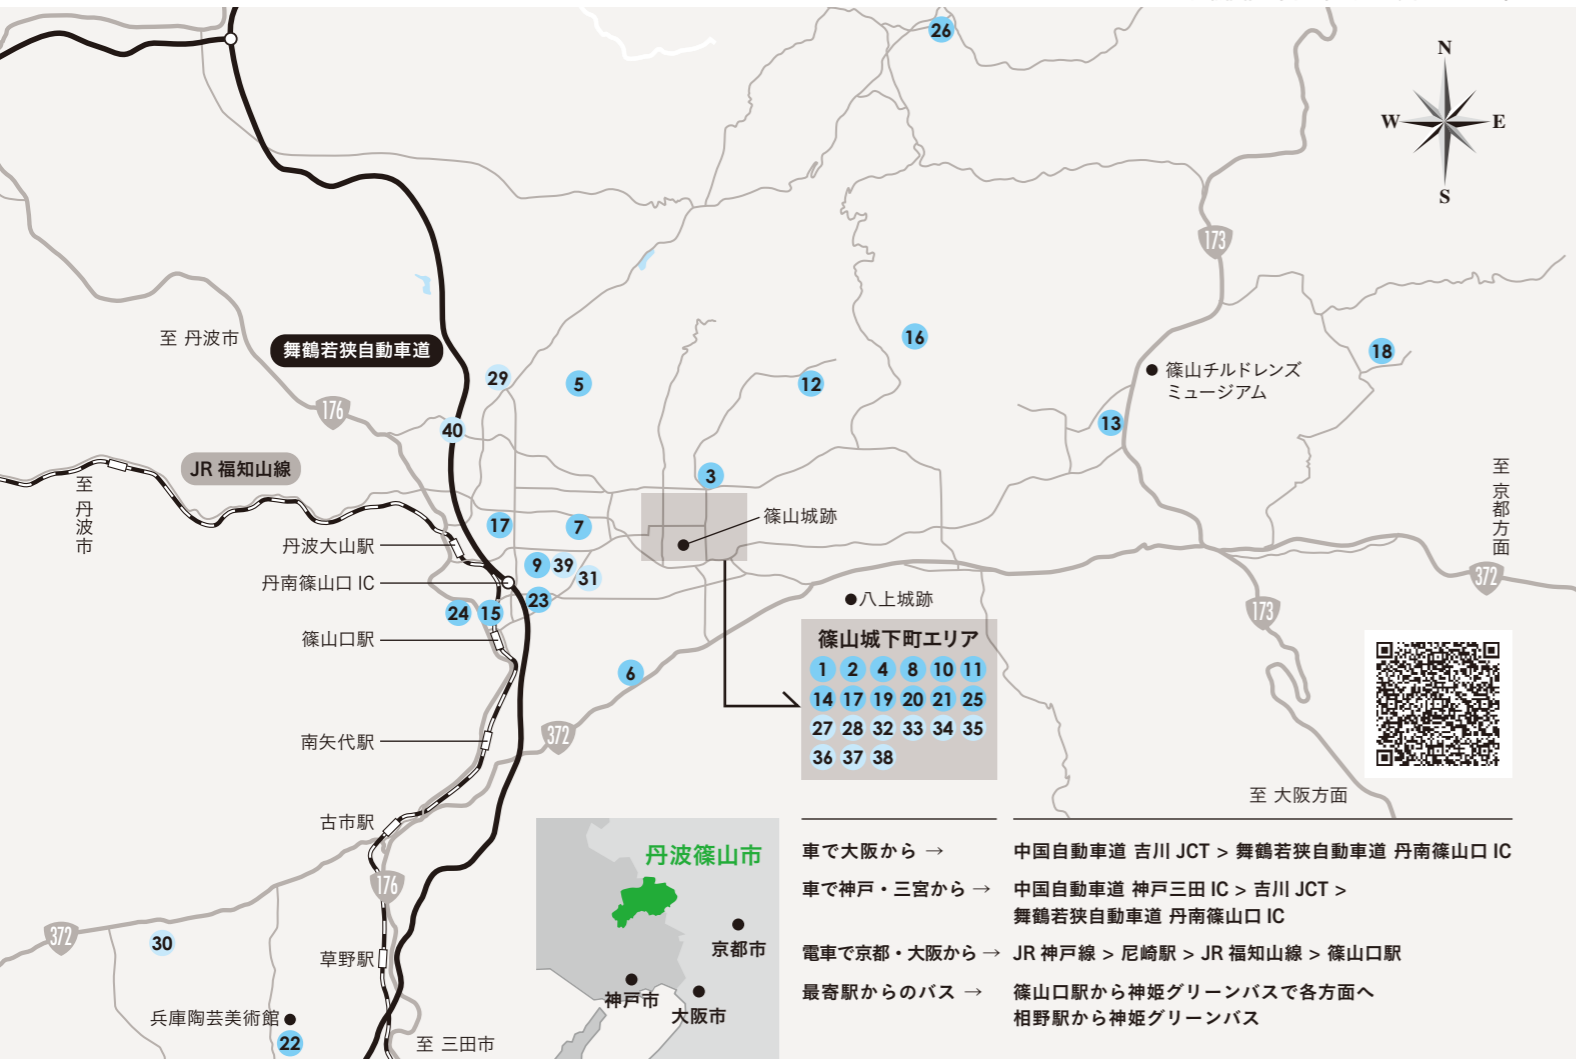 26
N
W
E
S
173
至 丹波市
舞鶴若狭自動車道
16
18
29
5
12
篠山チルドレンズ
ミュージアム
176
13
40
JR 福知山線
3
至 丹波市
至 京都方面
17
7
篠山城跡
丹波大山駅
9
39
31
丹南篠山口 IC
372
23
24
15
八上城跡
173
篠山口駅
篠山城下町エリア
1 2 4 8 10 11
14 17 19 20 21 25
27 28 32 33 34 35
36 37 38
6
南矢代駅
372
至 大阪方面
古市駅
176
372
30
草野駅
兵庫陶芸美術館
22
至 三田市
丹波篠山市
京都市
神戸市
大阪市
車で大阪から → 中国自動車道 吉川 JCT > 舞鶴若狭自動車道 丹南篠山口 IC
車で神戸・三宮から → 中国自動車道 神戸三田 IC > 吉川 JCT >
舞鶴若狭自動車道 丹南篠山口 IC
電車で京都・大阪から → JR 神戸線 > 尼崎駅 > JR 福知山線 > 篠山口駅
最寄駅からのバス → 篠山口駅から神姫グリーンバスで各方面へ
相野駅から神姫グリーンバス